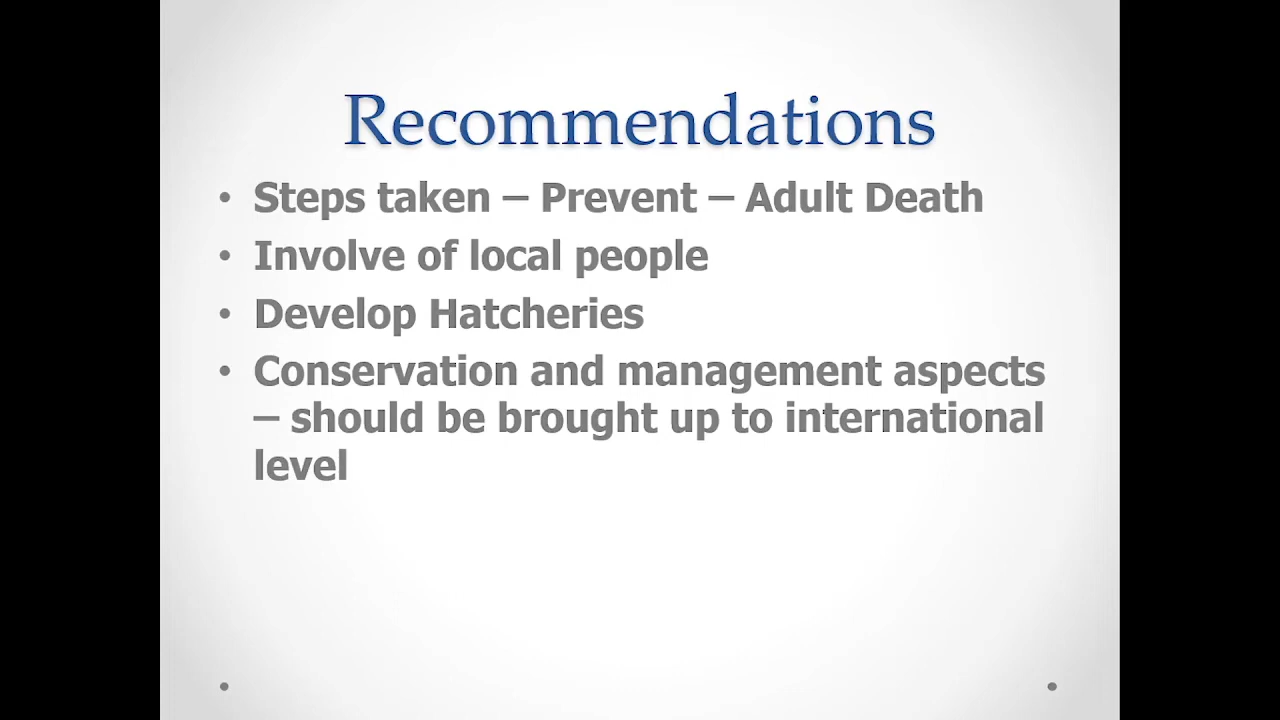 Recommendations
• Steps taken – Prevent – Adult Death
• Involve of local people
• Develop Hatcheries
• Conservation and management aspects
– should be brought up to international
level